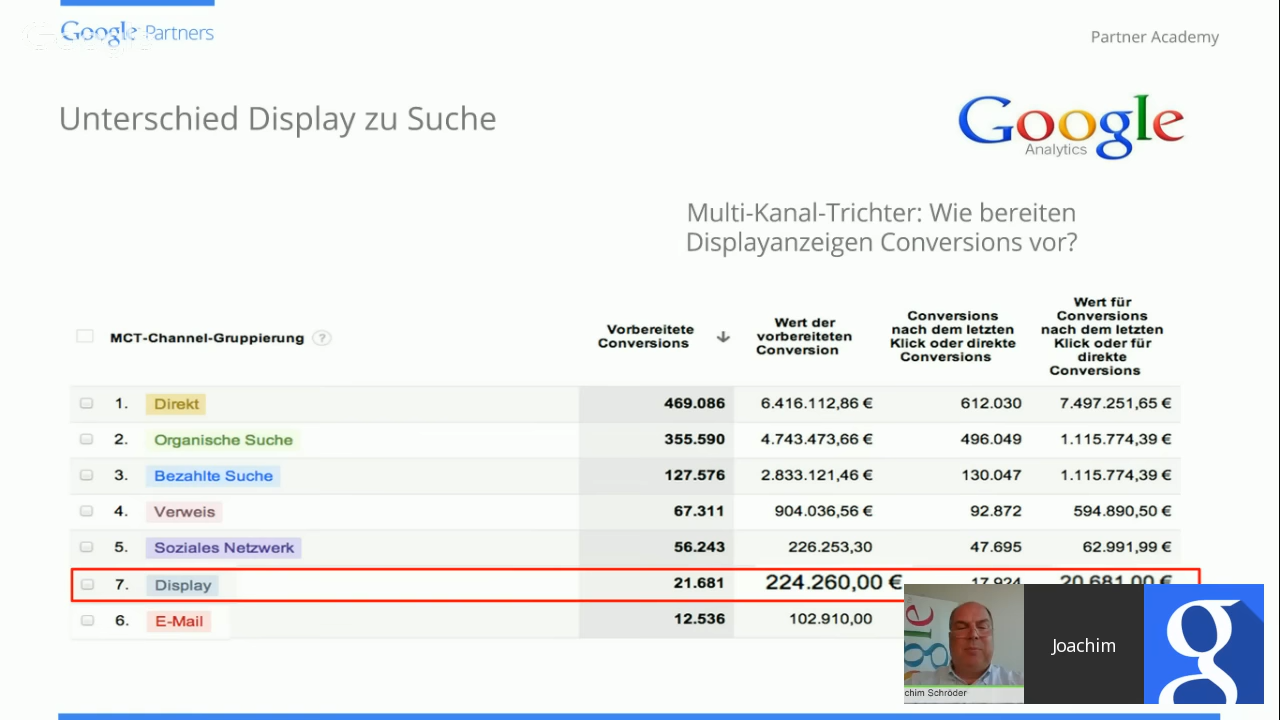 Google Partners
Partner Academy
Unterschied Display zu Suche
Google
Analytics
Multi-Kanal-Trichter: Wie bereiten
Displayanzeigen Conversions vor?
MCT-Channel-Gruppierung ?
Vorbereitete
Conversions
Wert der
vorbereiteten
Conversion
Conversions
nach dem letzten
Klick oder direkte
Conversions
Wert für
Conversions
nach dem letzten
Klick oder für
direkte
Conversions
1. Direkt 469.086 6.416.112,86 € 612.030 7.497.251,65 €
2. Organische Suche 355.590 4.743.473,66 € 496.049 1.115.774,39 €
3. Bezahlte Suche 127.576 2.833.121,46 € 130.047 1.115.774,39 €
4. Verweis 67.311 904.036,56 € 92.872 594.890,50 €
5. Soziales Netzwerk 56.243 226.253,30 47.695 62.991,99 €
7. Display 21.681 224.260,00 € 17.924 20.681,00 €
6. E-Mail 12.536 102.910,00
gle
chim Schröder
Joachim
g